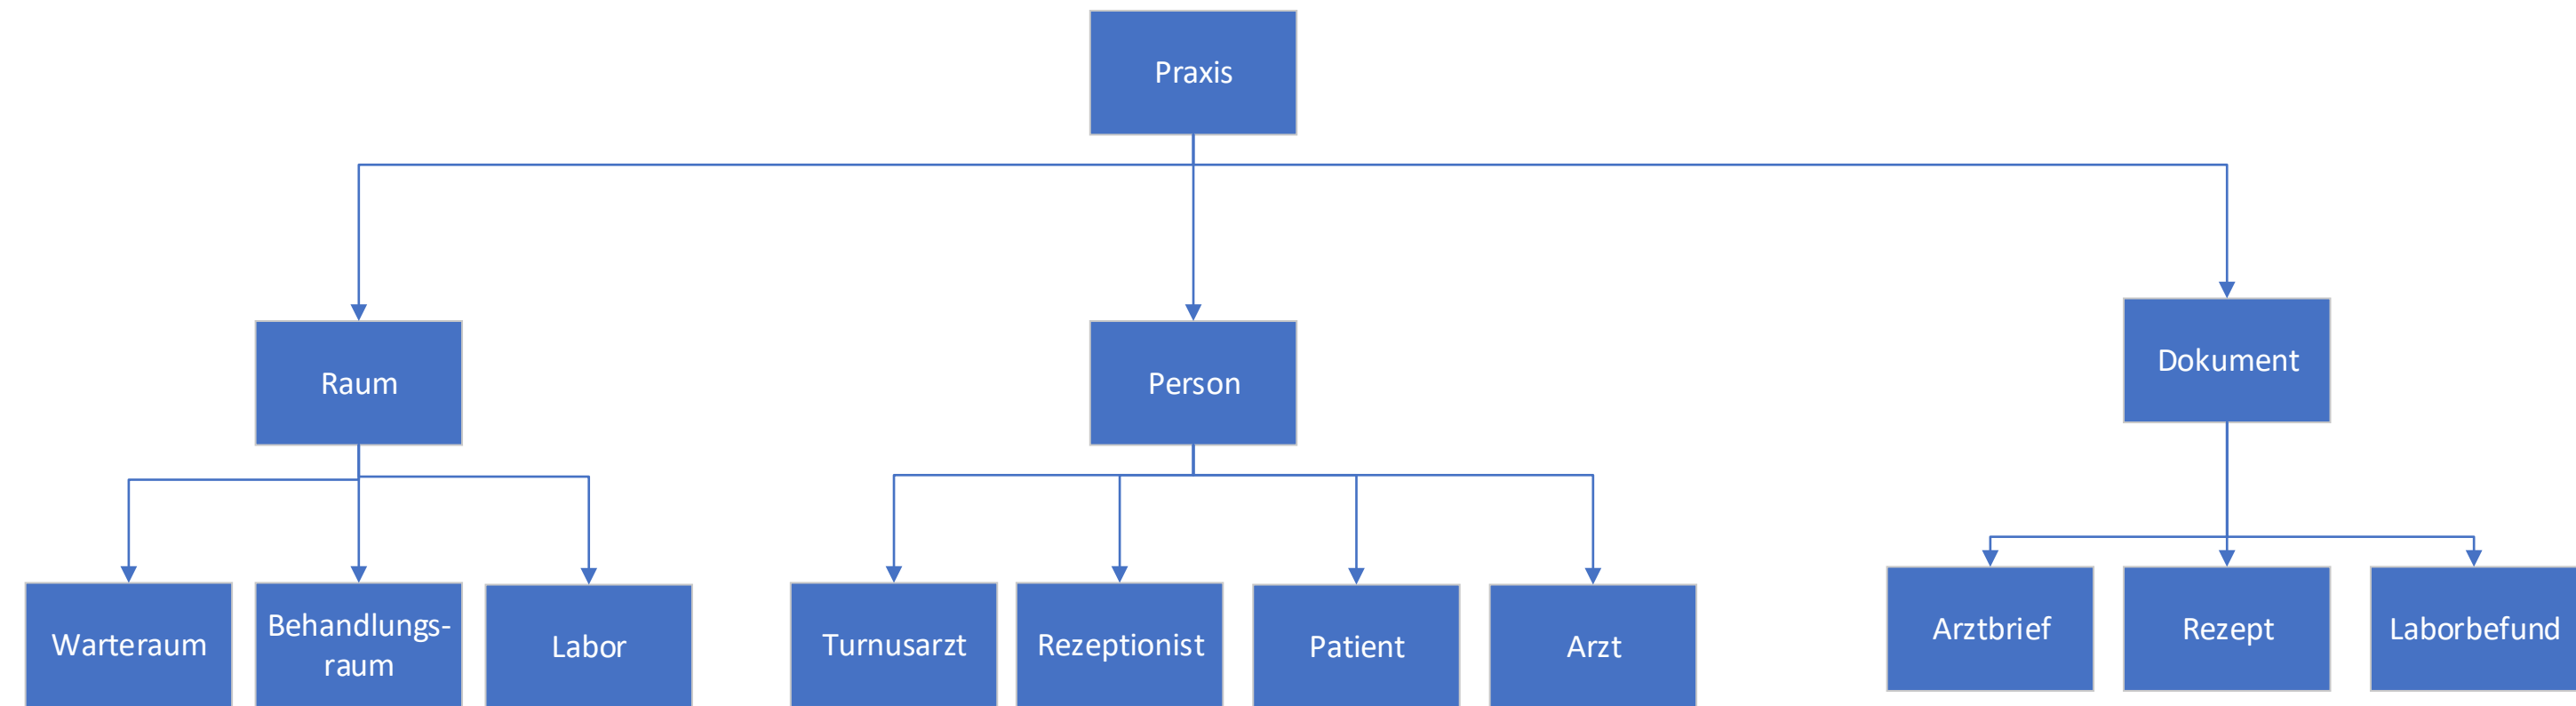 Praxis
Raum
Person
Dokument
Warteraum
Behandlungs-
raum
Labor
Turnusarzt
Rezeptionist
Patient
Arzt
Arztbrief
Rezept
Laborbefund